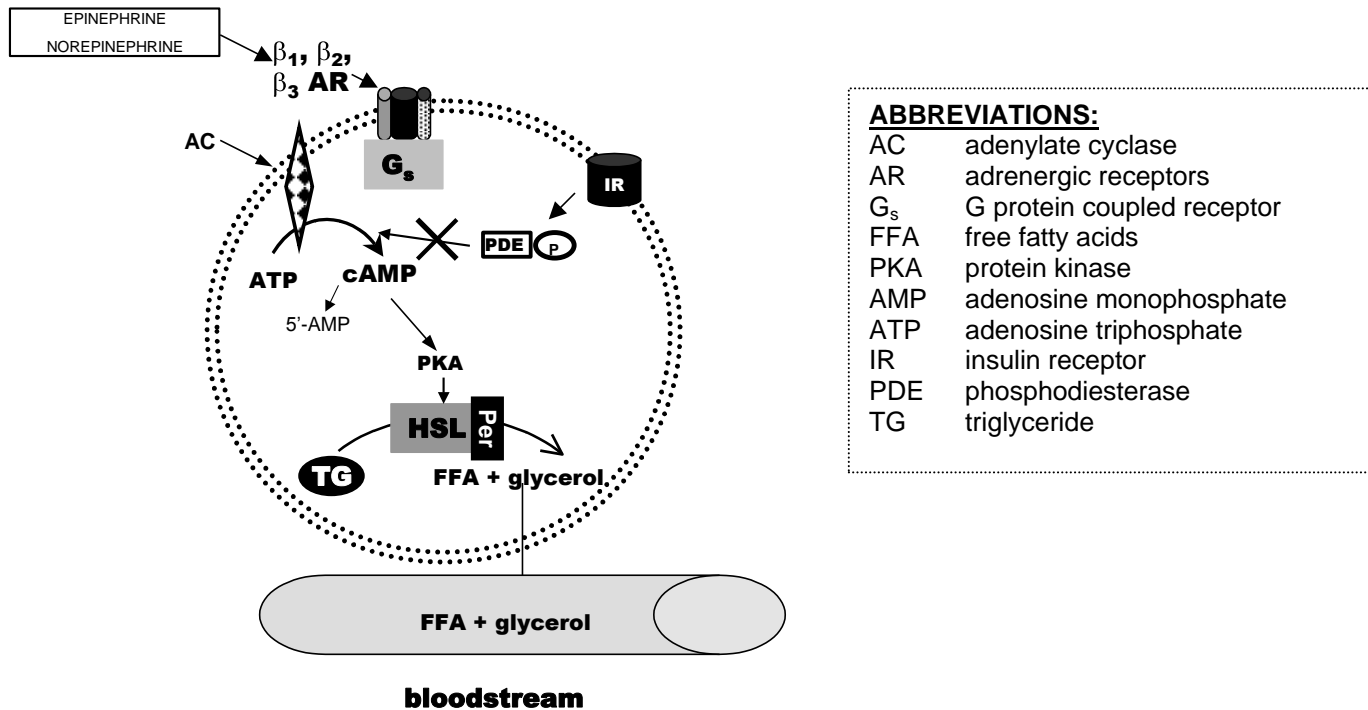 EPINEPHRINE
NOREPINEPHRINE
β1, β2,
β3 AR
AC
Gs
IR
PDE P
ATP cAMP
5'-AMP
PKA
HSL Per
TG
FFA + glycerol
FFA + glycerol
bloodstream
ABBREVIATIONS:
AC adenylate cyclase
AR adrenergic receptors
Gs G protein coupled receptor
FFA free fatty acids
PKA protein kinase
AMP adenosine monophosphate
ATP adenosine triphosphate
IR insulin receptor
PDE phosphodiesterase
TG triglyceride